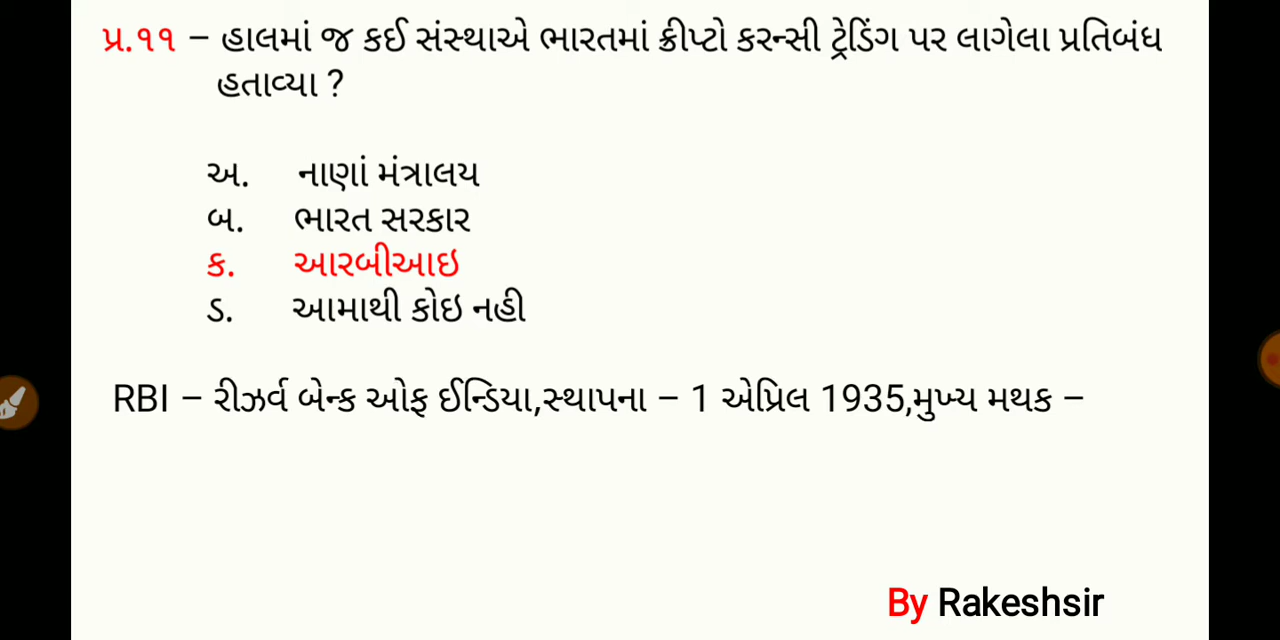 પ્ર.૧૧ – હાલમાં જ કઈ સંસ્થાએ ભારતમાં ક્રીપ્ટો કરન્સી ટ્રેડિંગ પર લાગેલા પ્રતિબંધ
હતાવ્યા ?
અ. નાણાં મંત્રાલય
બ. ભારત સરકાર
ક. આરબીઆઇ
ડ. આમાથી કોઇ નહી
RBI – રીઝર્વ બેન્ક ઓફ ઈન્ડિયા,સ્થાપના – 1 એપ્રિલ 1935,મુખ્ય મથક –
By Rakeshsir